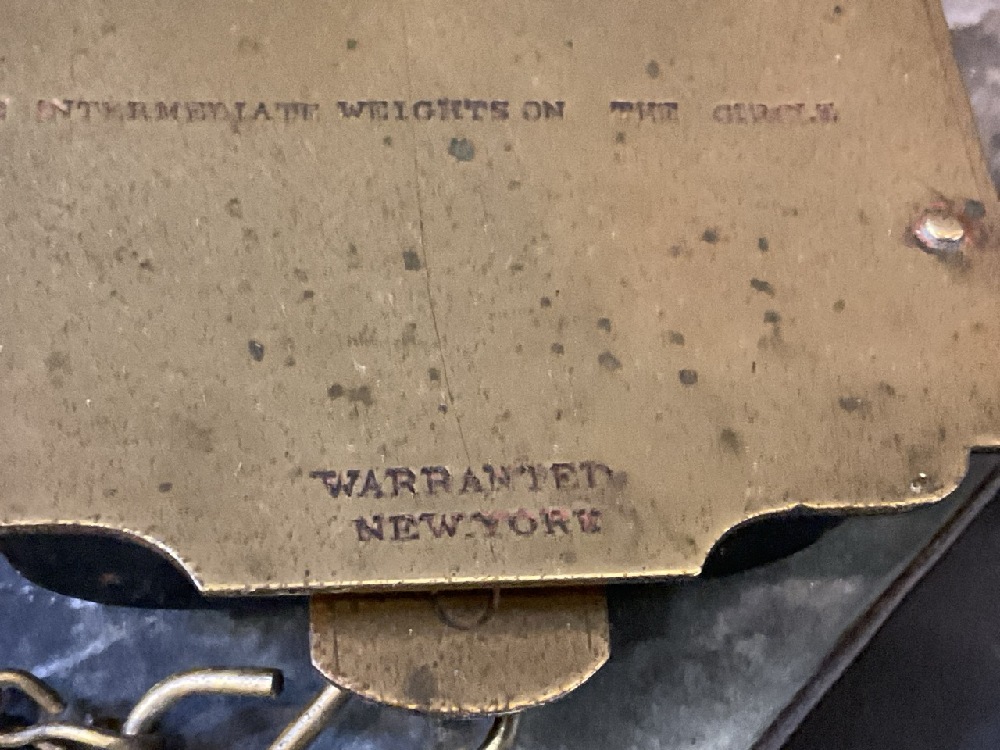 INTERMEDIATE WEIGHTS ON THE CIRCLE
WARRANTED
NEW.YORK